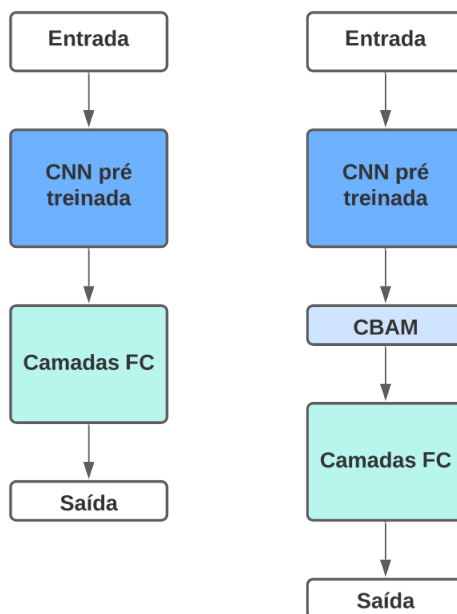 Entrada
CNN pré
treinada
Camadas FC
Saída
Entrada
CNN pré
treinada
CBAM
Camadas FC
Saída